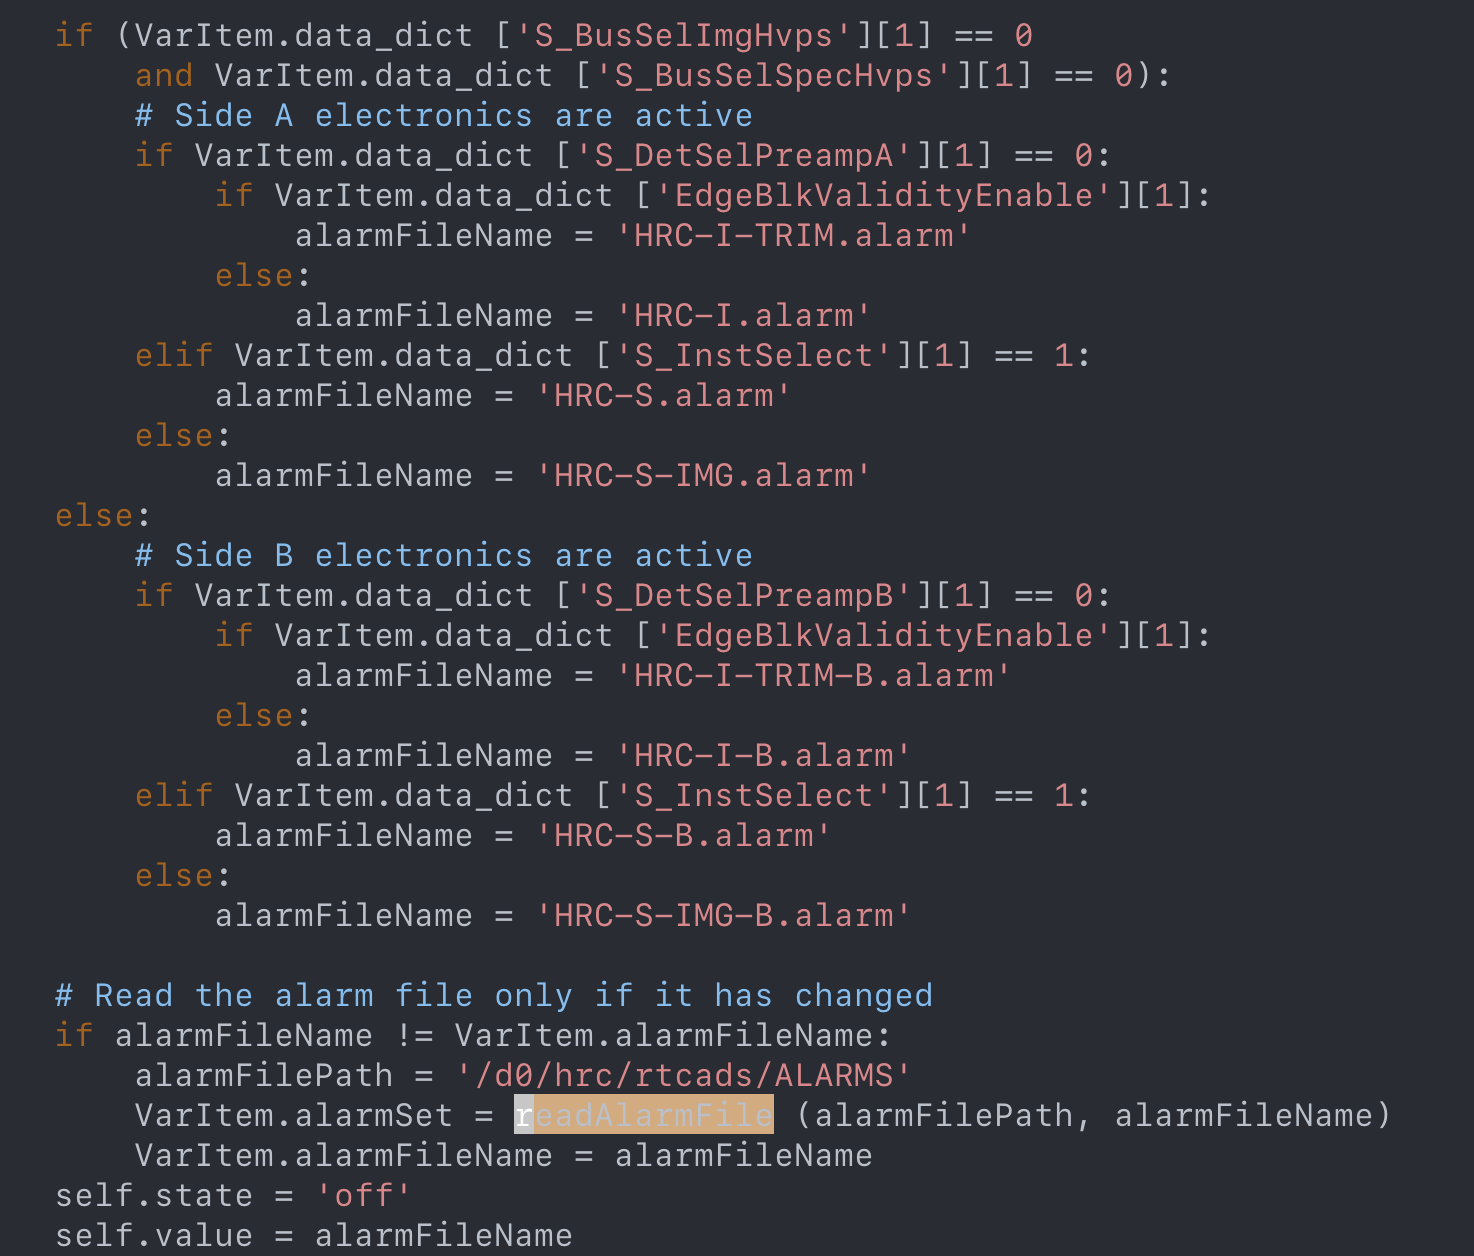 if (VarItem.data_dict ['S_BusSelImgHvps'][1] == 0
and VarItem.data_dict ['S_BusSelSpecHvps'][1] == 0):
# Side A electronics are active
if VarItem.data_dict ['S_DetSelPreampA'][1] == 0:
if VarItem.data_dict ['EdgeBlkValidityEnable'][1]:
alarmFileName = 'HRC-I-TRIM.alarm'
else:
alarmFileName = 'HRC-I.alarm'
elif VarItem.data_dict ['S_InstSelect'][1] == 1:
alarmFileName = 'HRC-S.alarm'
else:
alarmFileName = 'HRC-S-IMG.alarm'
else:
# Side B electronics are active
if VarItem.data_dict ['S_DetSelPreampB'][1] == 0:
if VarItem.data_dict ['EdgeBlkValidityEnable'][1]:
alarmFileName = 'HRC-I-TRIM-B.alarm'
else:
alarmFileName = 'HRC-I-B.alarm'
elif VarItem.data_dict ['S_InstSelect'][1] == 1:
alarmFileName = 'HRC-S-B.alarm'
else:
alarmFileName = 'HRC-S-IMG-B.alarm'
# Read the alarm file only if it has changed
if alarmFileName != VarItem.alarmFileName:
alarmFilePath = '/d0/hrc/rtcads/ALARMS'
VarItem.alarmSet = readAlarmFile (alarmFilePath, alarmFileName)
VarItem.alarmFileName = alarmFileName
self.state = 'off'
self.value = alarmFileName